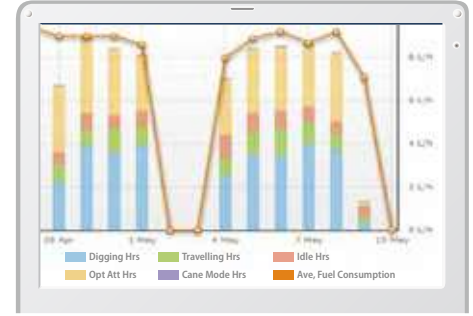 8 L/h
6 L/h
4 L/h
2 L/h
0 L/h
28 Apr 1 May 4 May 7 May 10 May
Digging Hrs Travelling Hrs Idle Hrs
Opt Att Hrs Cane Mode Hrs Ave, Fuel Consumption